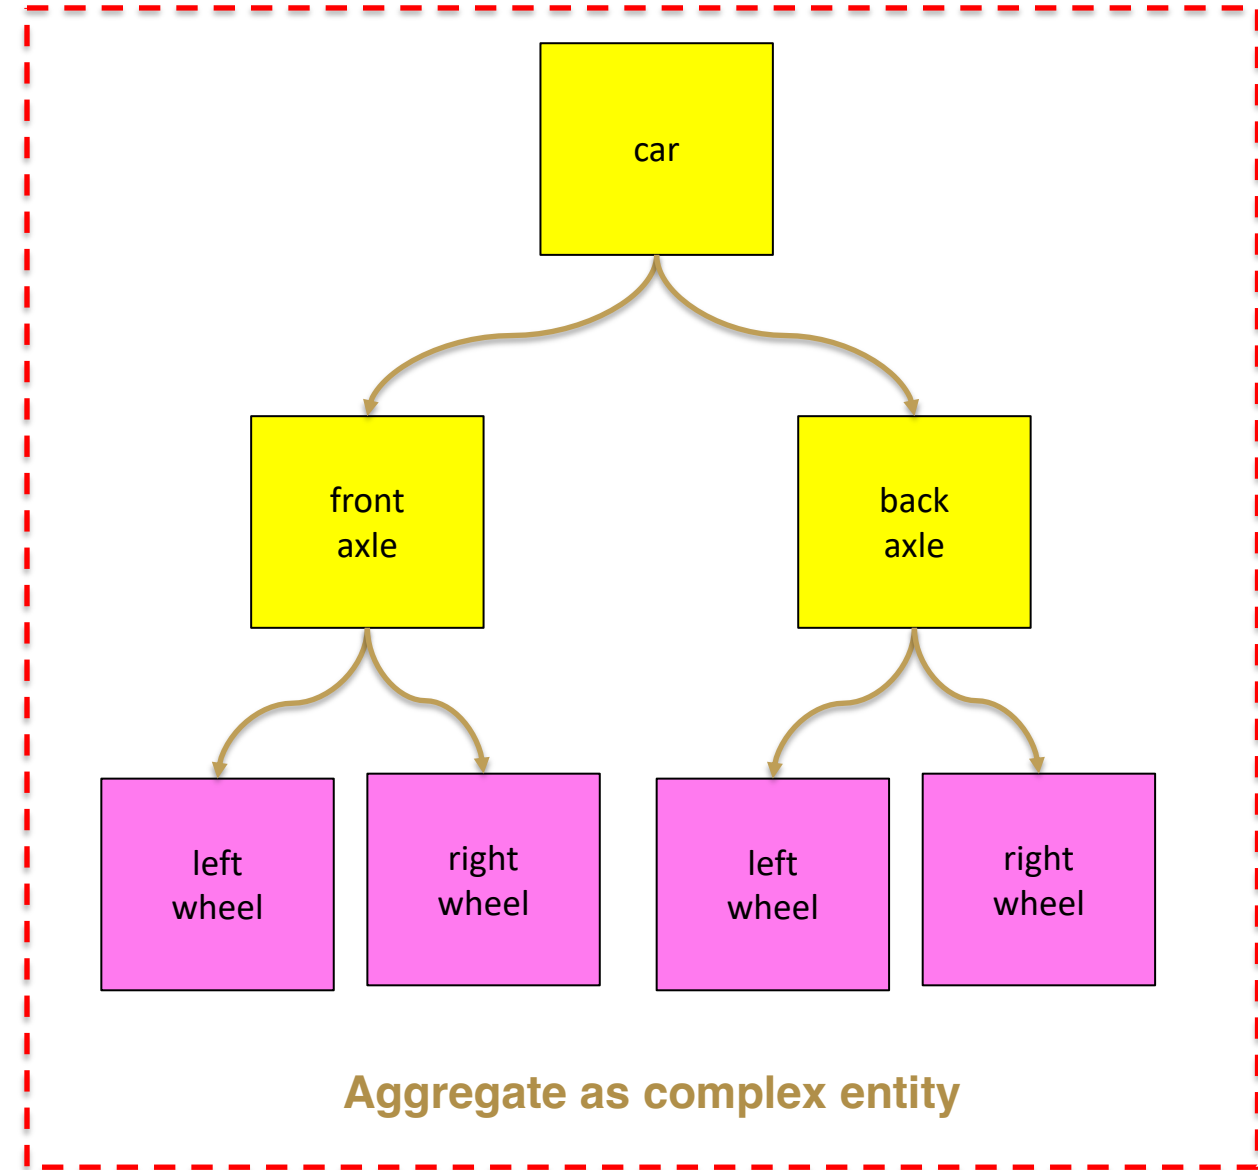 car
front
axle
back
axle
left
wheel
right
wheel
left
wheel
right
wheel
Aggregate as complex entity